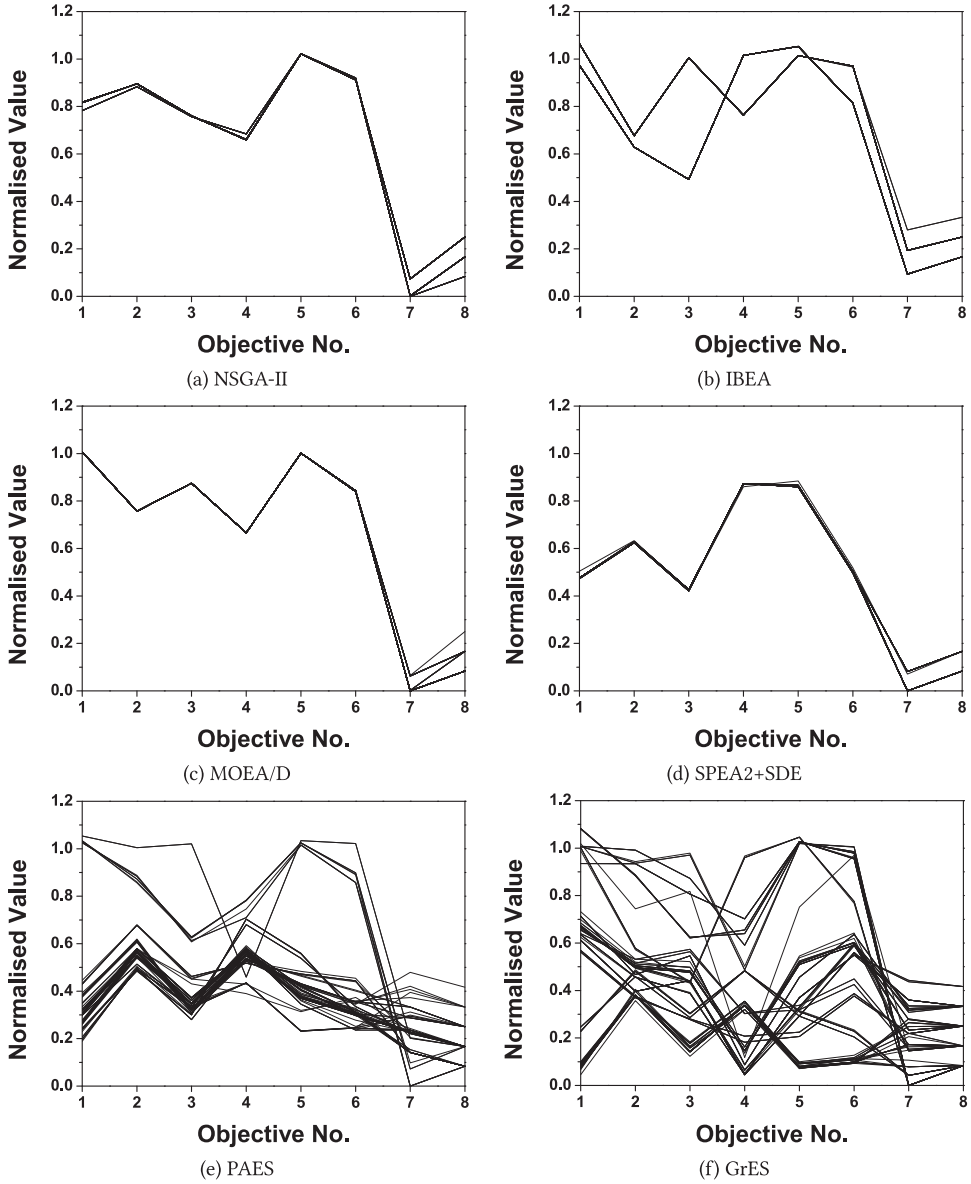 1.2
1.0
0.8
0.6
0.4
0.2
0.0
Normalised Value
1 2 3 4 5 6 7 8
Objective No.
(a) NSGA-II
1.2
1.0
0.8
0.6
0.4
0.2
0.0
Normalised Value
1 2 3 4 5 6 7 8
Objective No.
(b) IBEA
1.2
1.0
0.8
0.6
0.4
0.2
0.0
Normalised Value
1 2 3 4 5 6 7 8
Objective No.
(c) MOEA/D
1.2
1.0
0.8
0.6
0.4
0.2
0.0
Normalised Value
1 2 3 4 5 6 7 8
Objective No.
(d) SPEA2+SDE
1.2
1.0
0.8
0.6
0.4
0.2
0.0
Normalised Value
1 2 3 4 5 6 7 8
Objective No.
(e) PAES
1.2
1.0
0.8
0.6
0.4
0.2
0.0
Normalised Value
1 2 3 4 5 6 7 8
Objective No.
(f) GrES